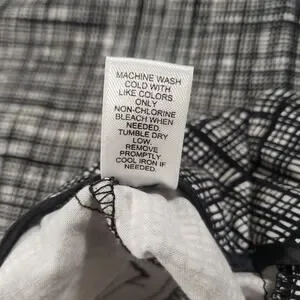 MACHINE WASH
COLD WITH
LIKE COLORS
ONLY
NON-CHLORINE
BLEACH WHEN
NEEDED.
TUMBLE DRY
LOW.
REMOVE
PROMPTLY
COOL IRON IF
NEEDED.